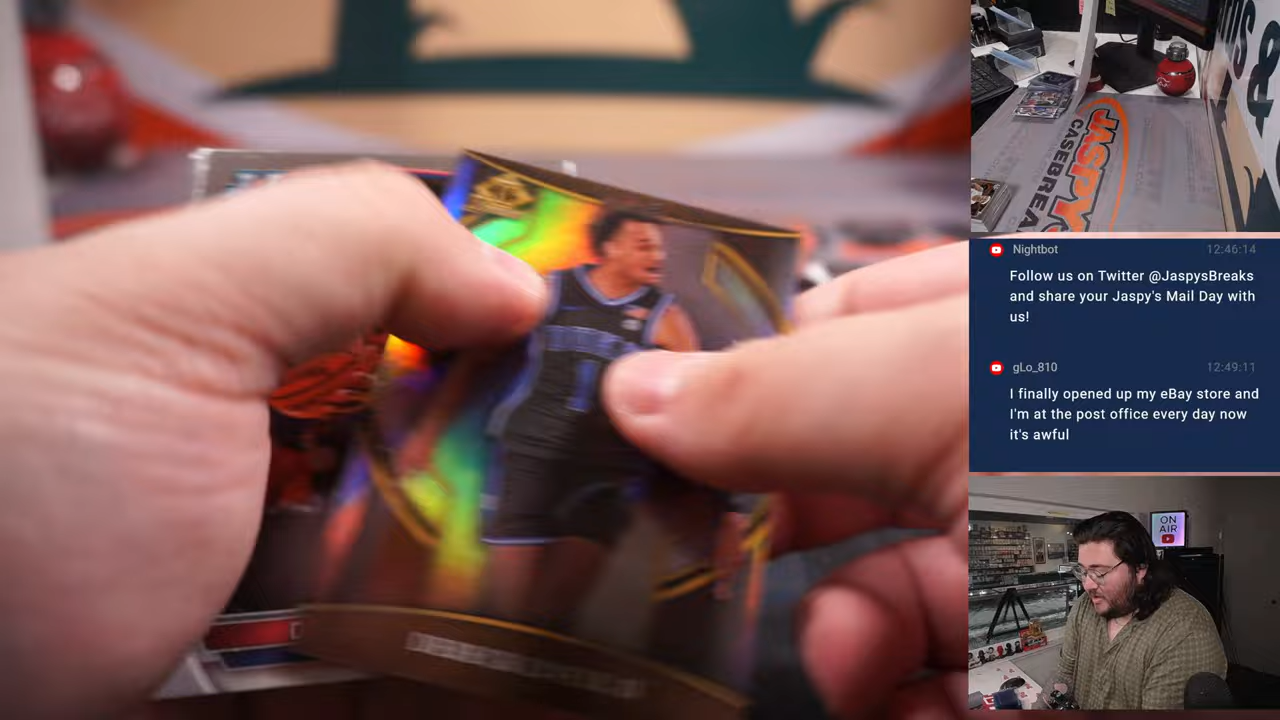 JASPY'S
CASEBREA
&
Nightbot 12:46:14
Follow us on Twitter @JaspysBreaks
and share your Jaspy's Mail Day with
us!
gLo_810 12:49:11
I finally opened up my eBay store and
I'm at the post office every day now
it's awful
ON
AIR